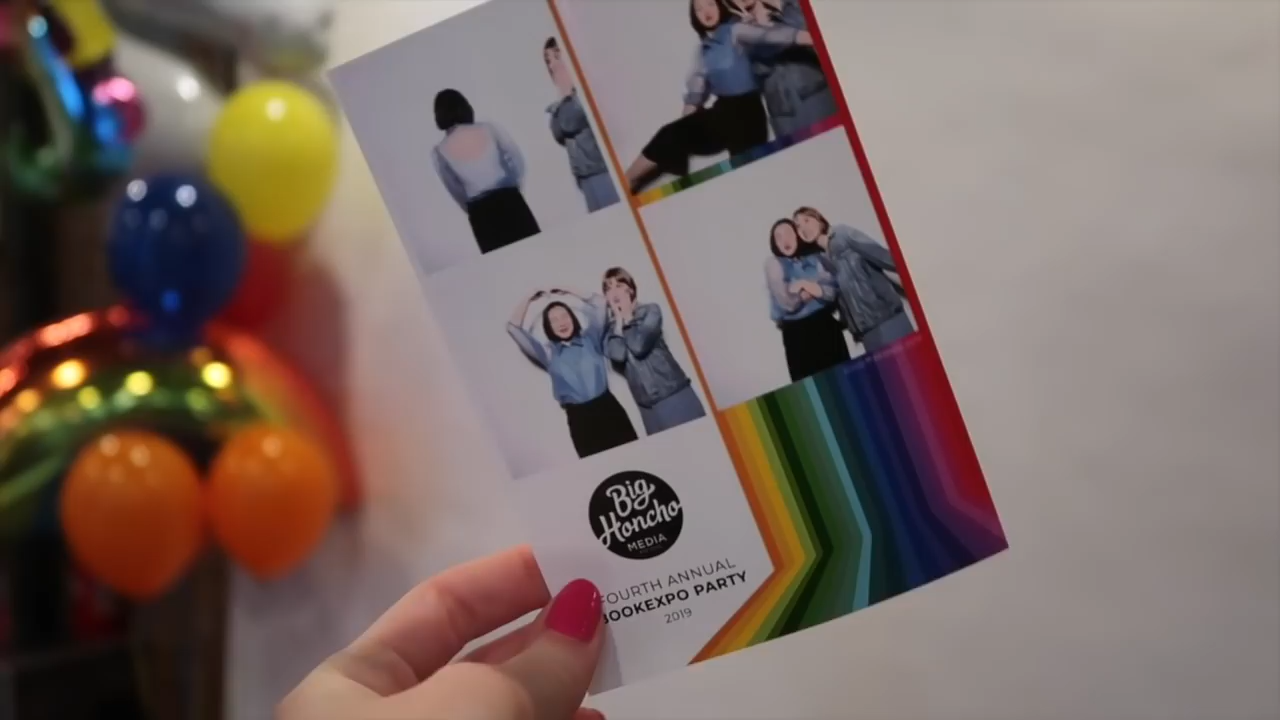 Big
Honcho
MEDIA
FOURTH ANNUAL
BOOKEXPO PARTY
2019